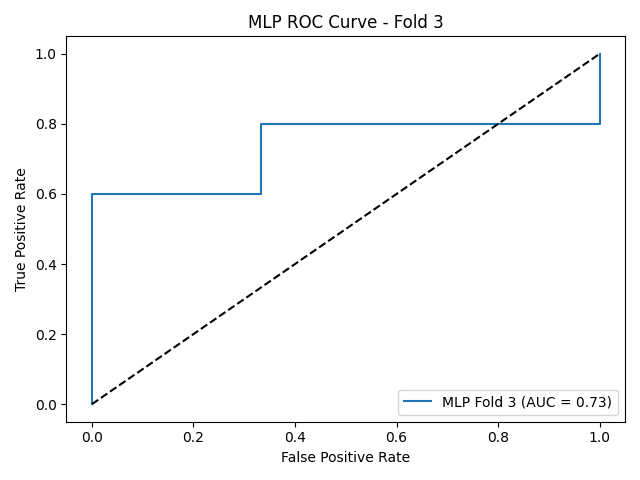 MLP ROC Curve - Fold 3
True Positive Rate
1.0
0.8
0.6
0.4
0.2
0.0
0.0 0.2 0.4 0.6 0.8 1.0
False Positive Rate
MLP Fold 3 (AUC = 0.73)